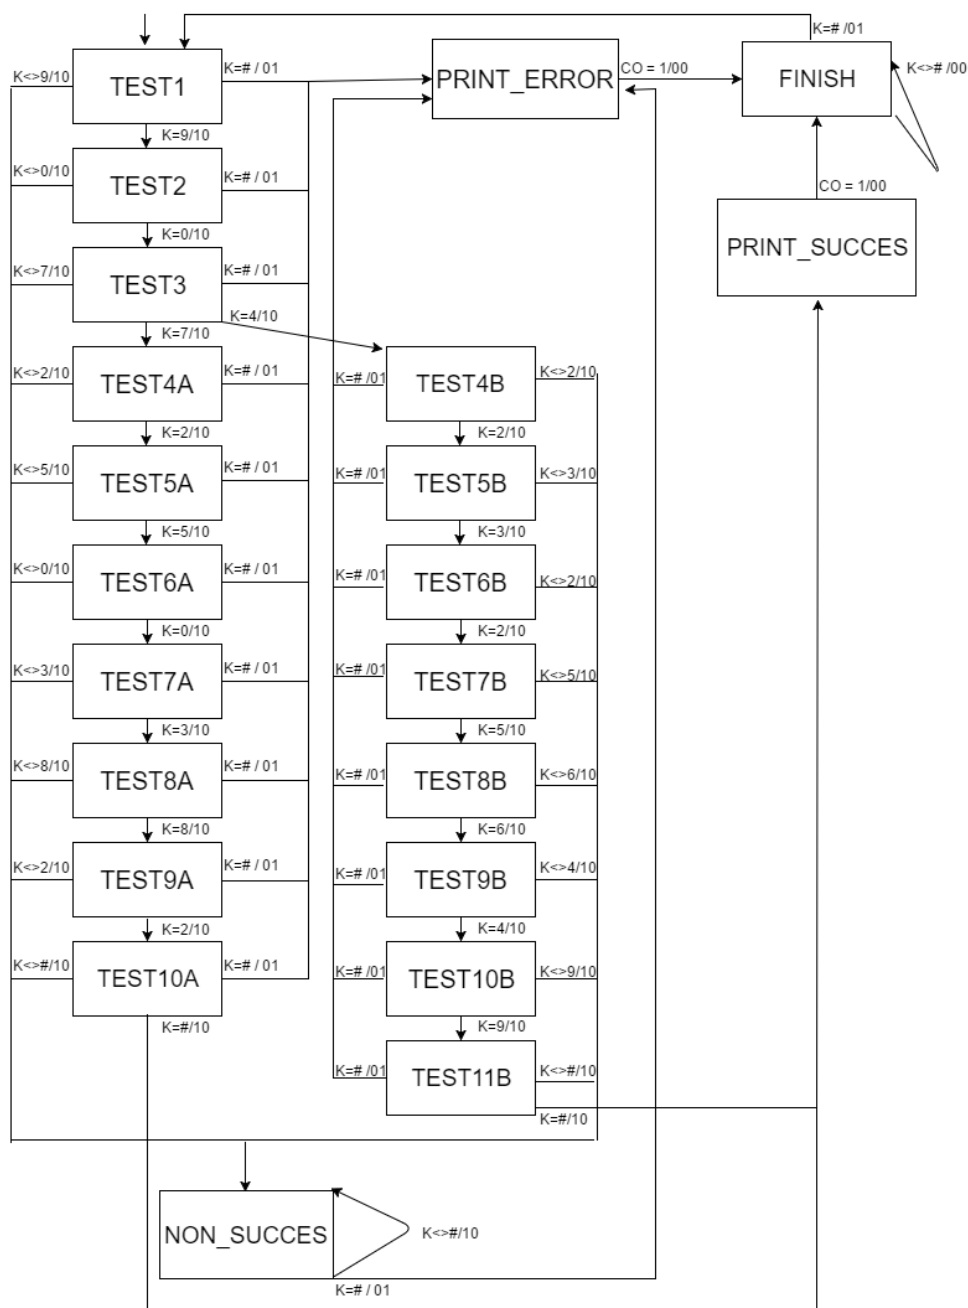 K=# /01
K<>9/10
TEST1
K=# / 01
PRINT_ERROR
CO = 1/00
FINISH
K<># /00
K=9/10
K<>0/10
TEST2
K=# / 01
CO = 1/00
K=0/10
PRINT_SUCCES
K<>7/10
TEST3
K=# / 01
K=4/10
K=7/10
K<>2/10
TEST4A
K=# / 01
K=# /01
TEST4B
K<>2/10
K=2/10
K=2/10
K<>5/10
TEST5A
K=# / 01
K=# /01
TEST5B
K<>3/10
K=5/10
K=3/10
K<>0/10
TEST6A
K=# / 01
K=# /01
TEST6B
K<>2/10
K=0/10
K=2/10
K<>3/10
TEST7A
K=# / 01
K=# /01
TEST7B
K<>5/10
K=3/10
K=5/10
K<>8/10
TEST8A
K=# / 01
K=# /01
TEST8B
K<>6/10
K=8/10
K=6/10
K<>2/10
TEST9A
K=# / 01
K=# /01
TEST9B
K<>4/10
K=2/10
K=4/10
K<>#/10
TEST10A
K=# / 01
K=# /01
TEST10B
K<>9/10
K=#/10
K=9/10
K=# /01
TEST11B
K<>#/10
K=#/10
NON_SUCCES
K<>#/10
K=# / 01